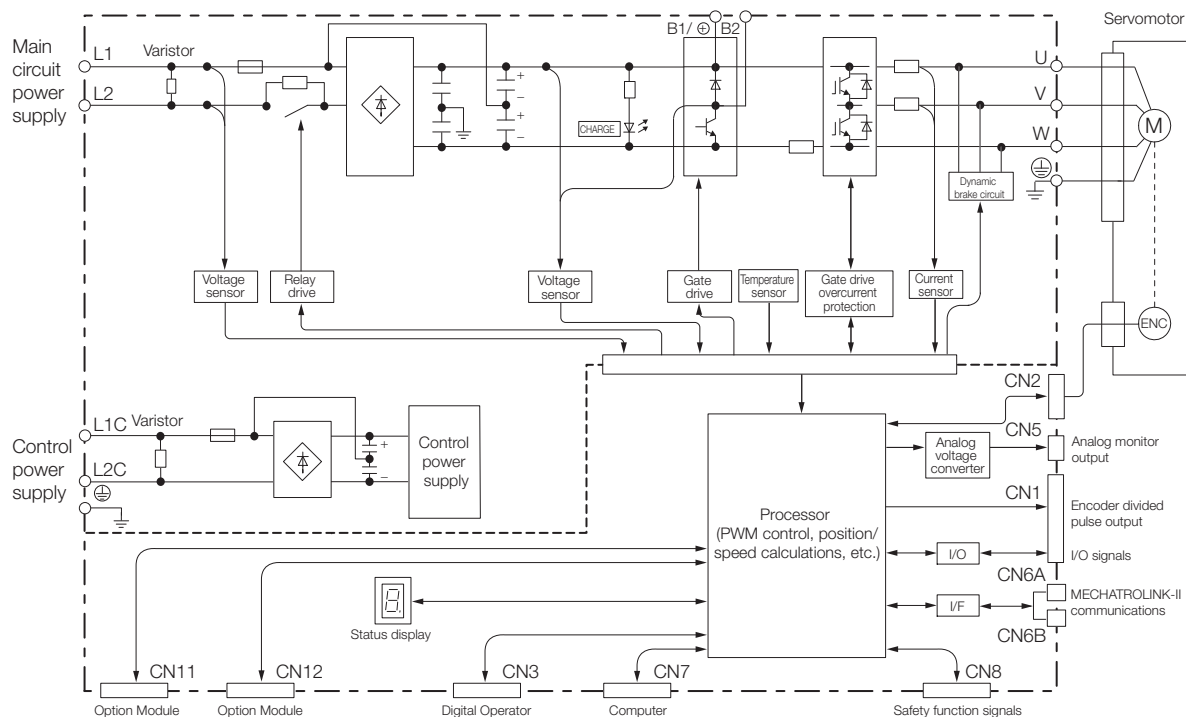 Main
circuit
power
supply
L1
Varistor
L2
B1/ ⊕
B2
+
−
+
−
CHARGE
U
V
W
Servomotor
M
ENC
Dynamic
brake circuit
Voltage
sensor
Relay
drive
Voltage
sensor
Gate
drive
Temperature
sensor
Gate drive
overcurrent
protection
Current
sensor
Control
power
supply
L1C
Varistor
L2C
+
−
Control
power
supply
Processor
(PWM control, position/
speed calculations, etc.)
CN2
CN5
Analog
voltage
converter
Analog monitor
output
CN1
Encoder divided
pulse output
I/O
I/O signals
CN6A
I/F
MECHATROLINK-II
communications
CN6B
8.
Status display
CN11
CN12
CN3
CN7
CN8
Option Module
Option Module
Digital Operator
Computer
Safety function signals